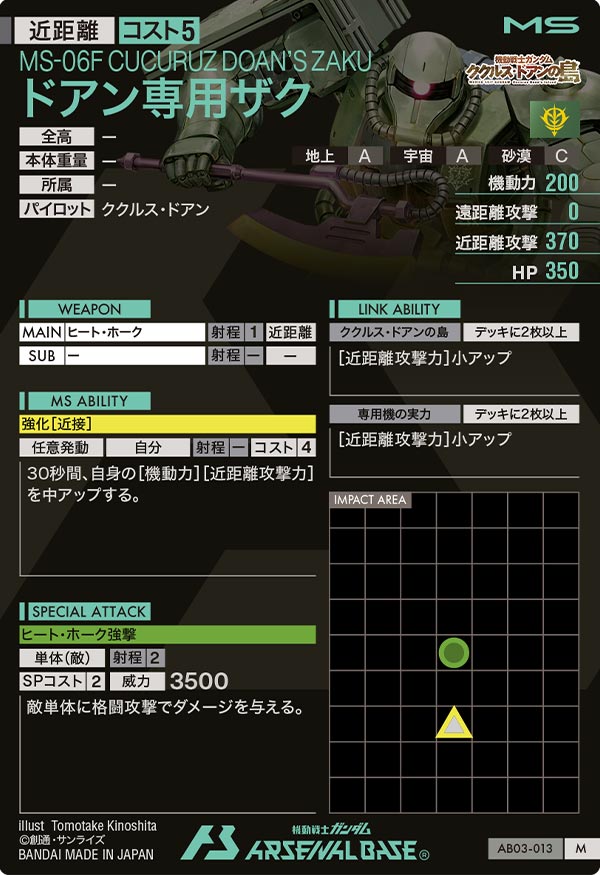 近距離 コスト5 MS
MS-06F CUCURUZ DOAN'S ZAKU
ドアン専用ザク
機動戦士ガンダム
ククルス・ドアンの島
全高 ー
本体重量 ー
所属 ー
パイロット ククルス・ドアン
地上 A 宇宙 A 砂漠 C
機動力 200
遠距離攻撃 0
近距離攻撃 370
HP 350
WEAPON
MAIN ヒート・ホーク 射程 1 近距離
SUB ー 射程 ー ー
MS ABILITY
強化[近接]
任意発動 自分 射程 ー コスト 4
30秒間、自身の[機動力][近距離攻撃力]
を中アップする。
SPECIAL ATTACK
ヒート・ホーク強撃
単体(敵) 射程 2
SPコスト 2 威力 3500
敵単体に格闘攻撃でダメージを与える。
LINK ABILITY
ククルス・ドアンの島 デッキに2枚以上
[近距離攻撃力]小アップ
専用機の実力 デッキに2枚以上
[近距離攻撃力]小アップ
IMPACT AREA
illust Tomotake Kinoshita
©創通・サンライズ
BANDAI MADE IN JAPAN
機動戦士ガンダム
ARSENAL BASE®
AB03-013 M